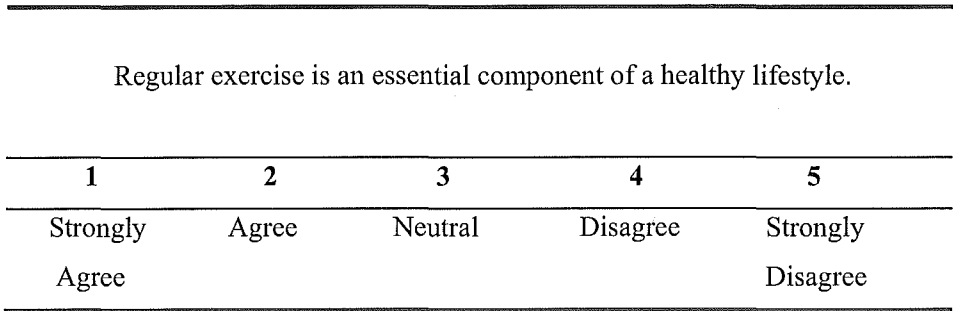 Regular exercise is an essential component of a healthy lifestyle.
1 2 3 4 5
Strongly Agree Neutral Disagree Strongly
Agree Disagree